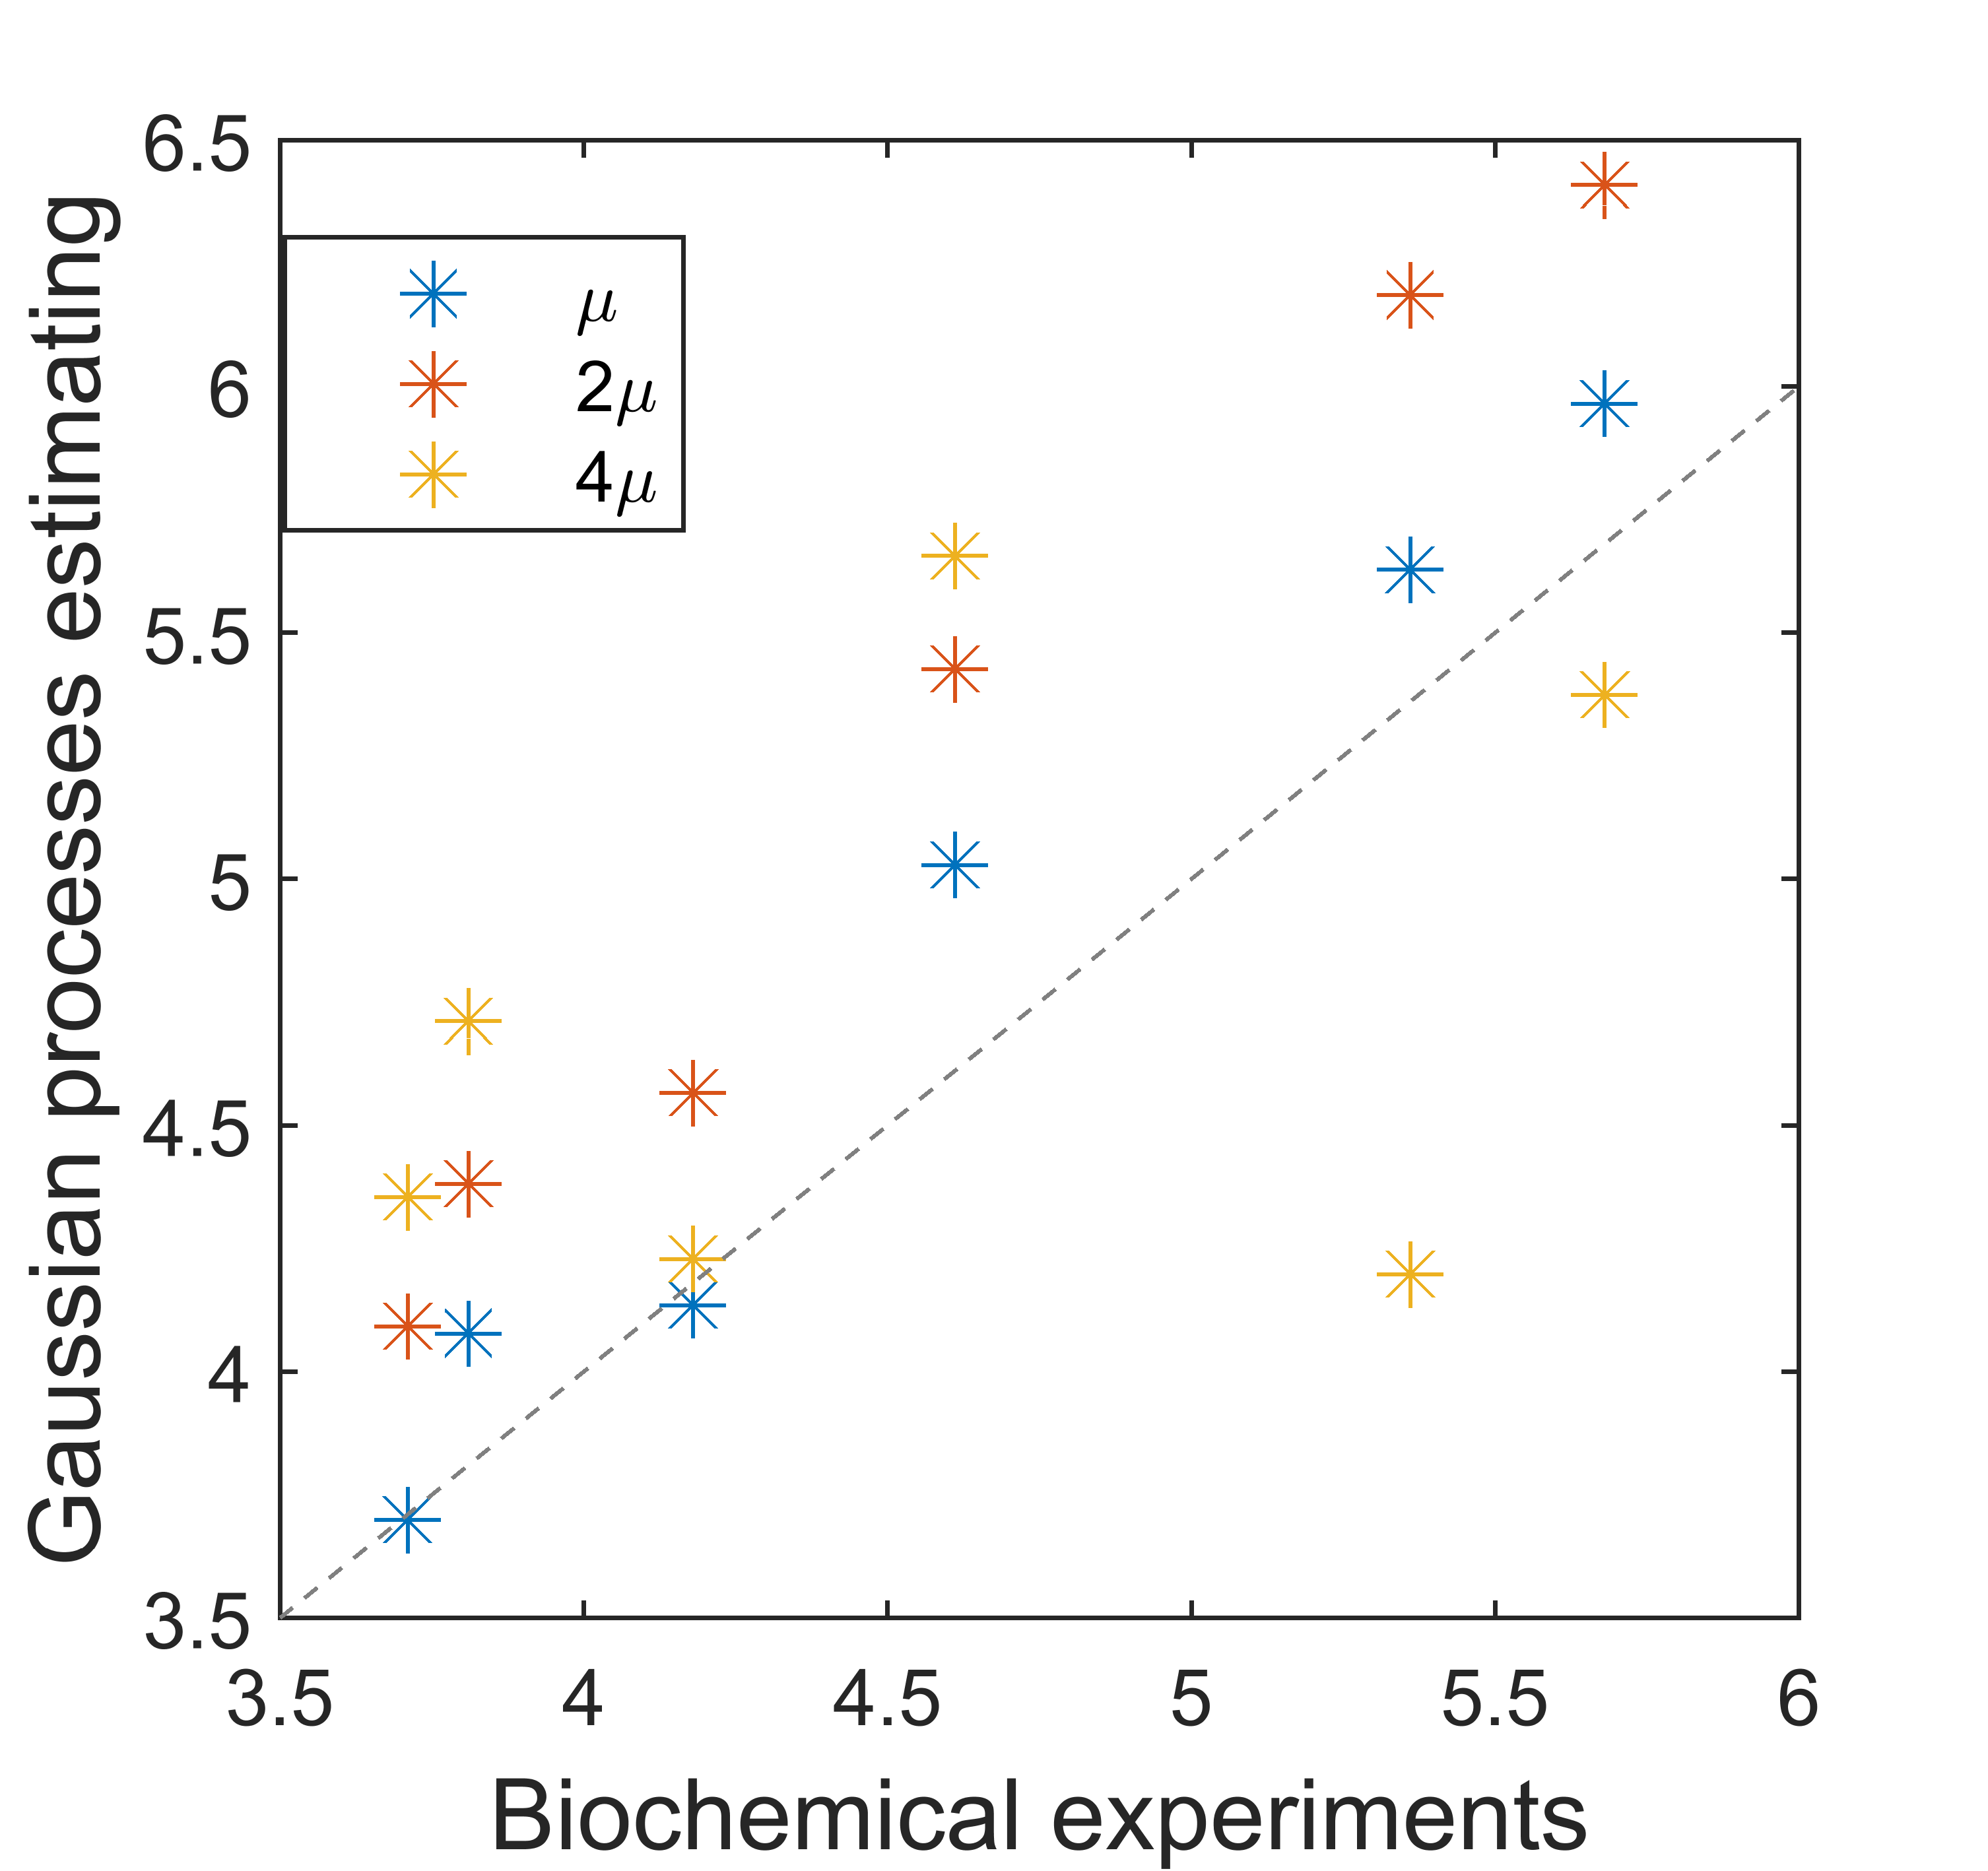 6.5
6
5.5
5
4.5
4
3.5
3.5 4 4.5 5 5.5 6
Gaussian processes estimating
Biochemical experiments
μ
2μ
4μ